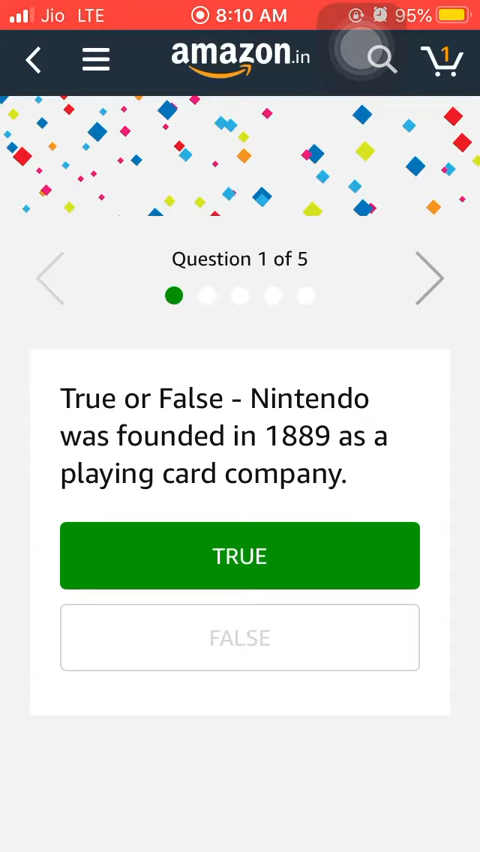 Jio LTE 8:10 AM 95%
amazon.in 1
Question 1 of 5
True or False - Nintendo
was founded in 1889 as a
playing card company.
TRUE
FALSE